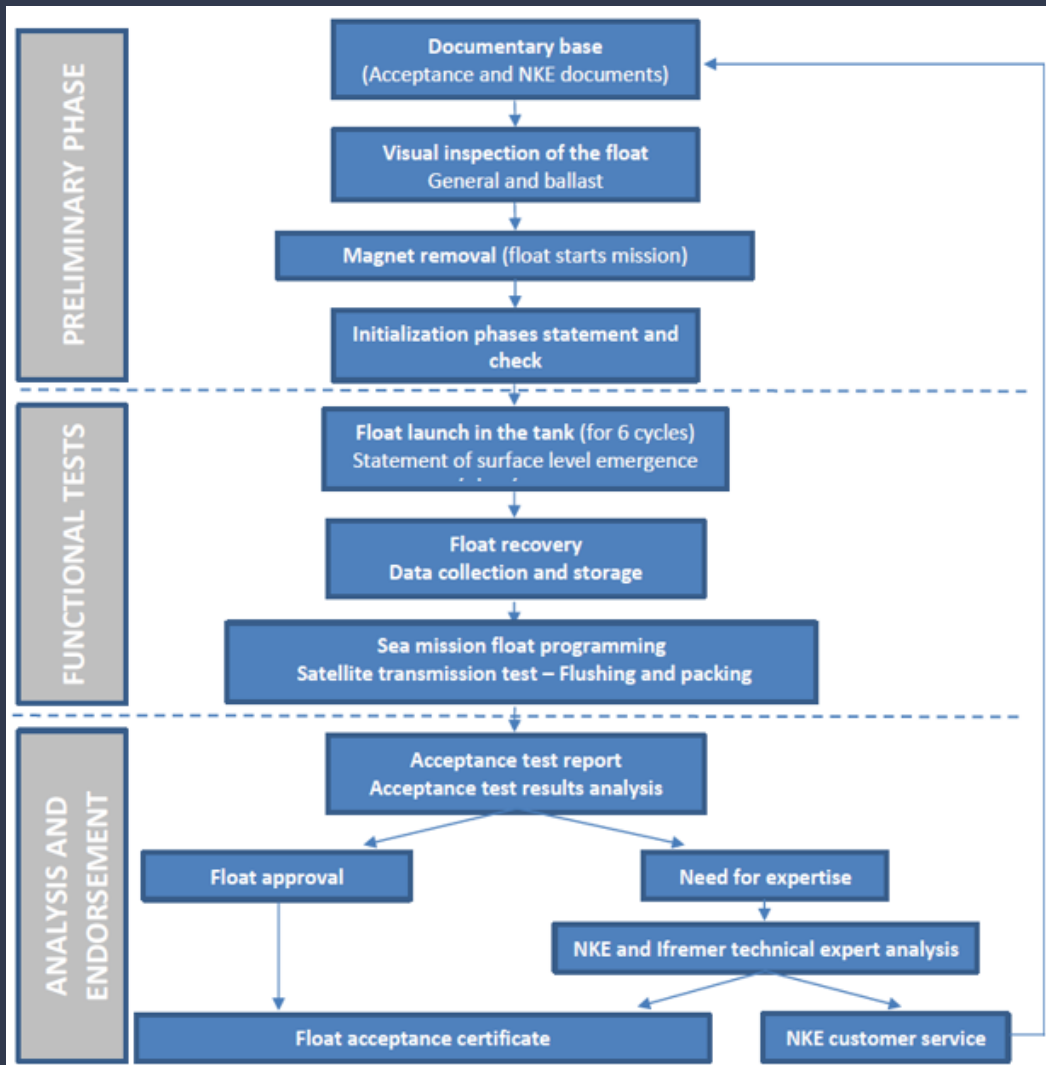 PRELIMINARY PHASE
Documentary base
(Acceptance and NKE documents)
Visual inspection of the float
General and ballast
Magnet removal (float starts mission)
Initialization phases statement and
check
FUNCTIONAL TESTS
Float launch in the tank (for 6 cycles)
Statement of surface level emergence
Float recovery
Data collection and storage
Sea mission float programming
Satellite transmission test – Flushing and packing
ANALYSIS AND
ENDORSEMENT
Acceptance test report
Acceptance test results analysis
Float approval
Need for expertise
NKE and Ifremer technical expert analysis
Float acceptance certificate
NKE customer service